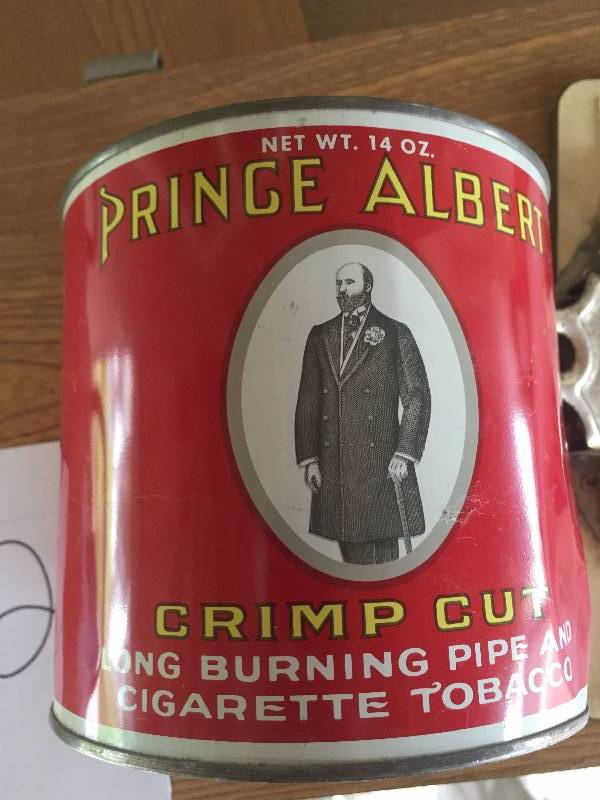 NET WT. 14 OZ.
PRINCE ALBERT
CRIMP CUT
LONG BURNING PIPE AND
CIGARETTE TOBACCO